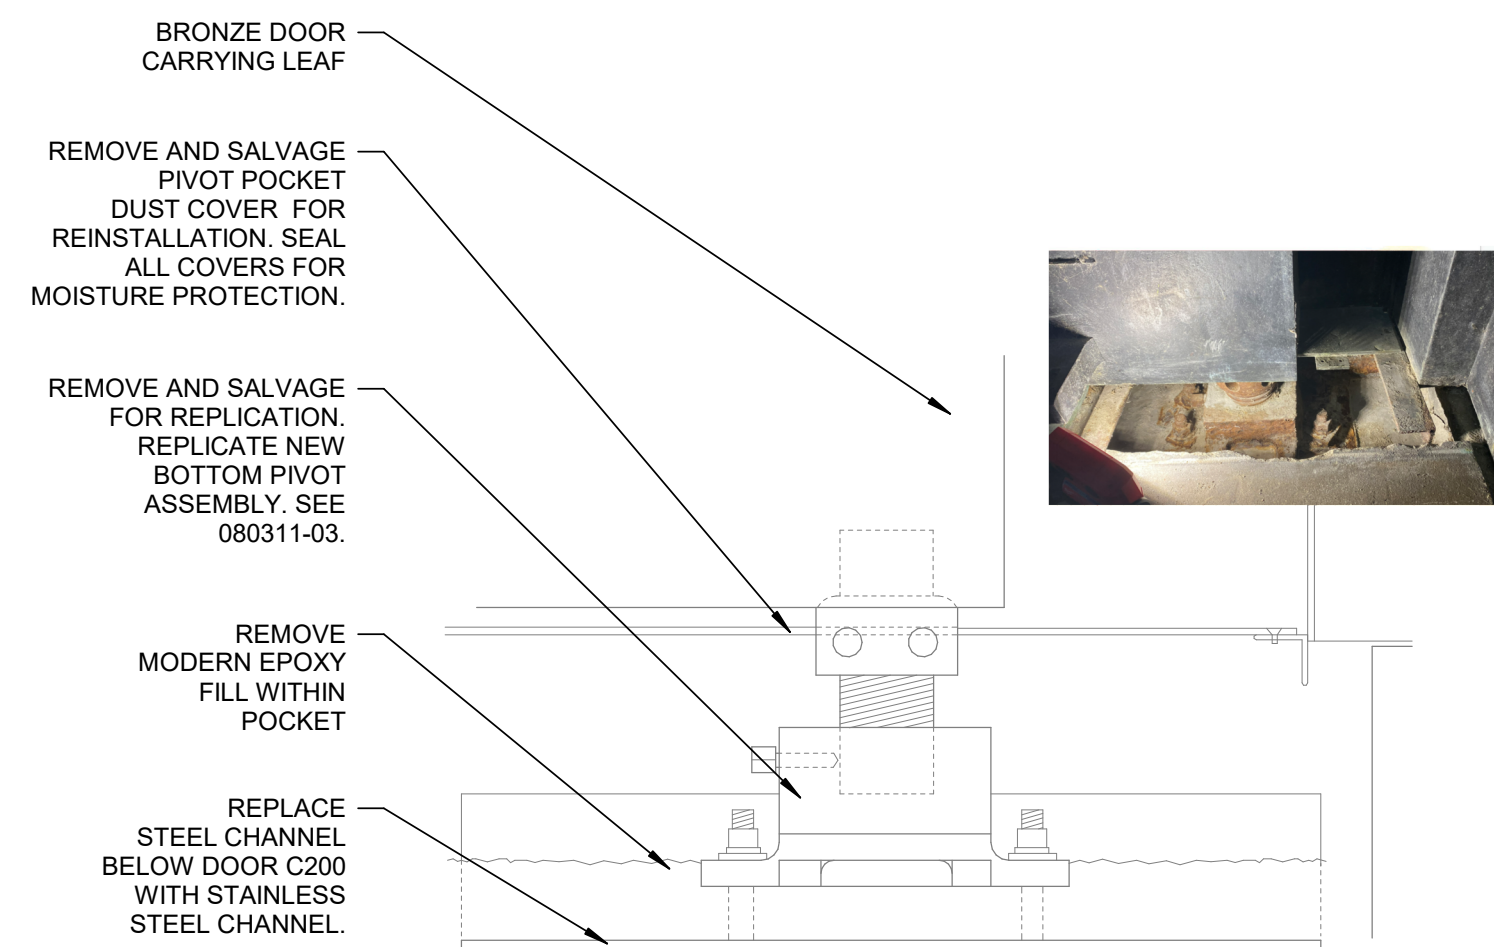 BRONZE DOOR
CARRYING LEAF
REMOVE AND SALVAGE
PIVOT POCKET
DUST COVER FOR
REINSTALLATION. SEAL
ALL COVERS FOR
MOISTURE PROTECTION.
REMOVE AND SALVAGE
FOR REPLICATION.
REPLICATE NEW
BOTTOM PIVOT
ASSEMBLY. SEE
080311-03.
REMOVE
MODERN EPOXY
FILL WITHIN
POCKET
REPLACE
STEEL CHANNEL
BELOW DOOR C200
WITH STAINLESS
STEEL CHANNEL.